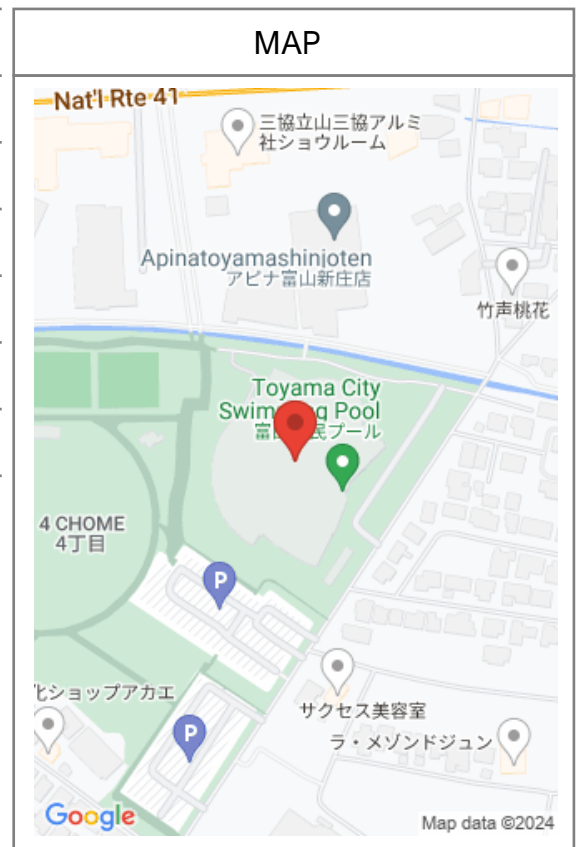 MAP
Nat'l Rte 41
三協立山三協アルミ
社ショウルーム
Apinatoyamashinjoten
アピナ富山新庄店
竹声桃花
Toyama City
Pool
民プール
4 CHOME
4丁目
P
化ショップアカエ
サクセス美容室
P
ラ・メゾンドジュン
Google
Map data ©2024